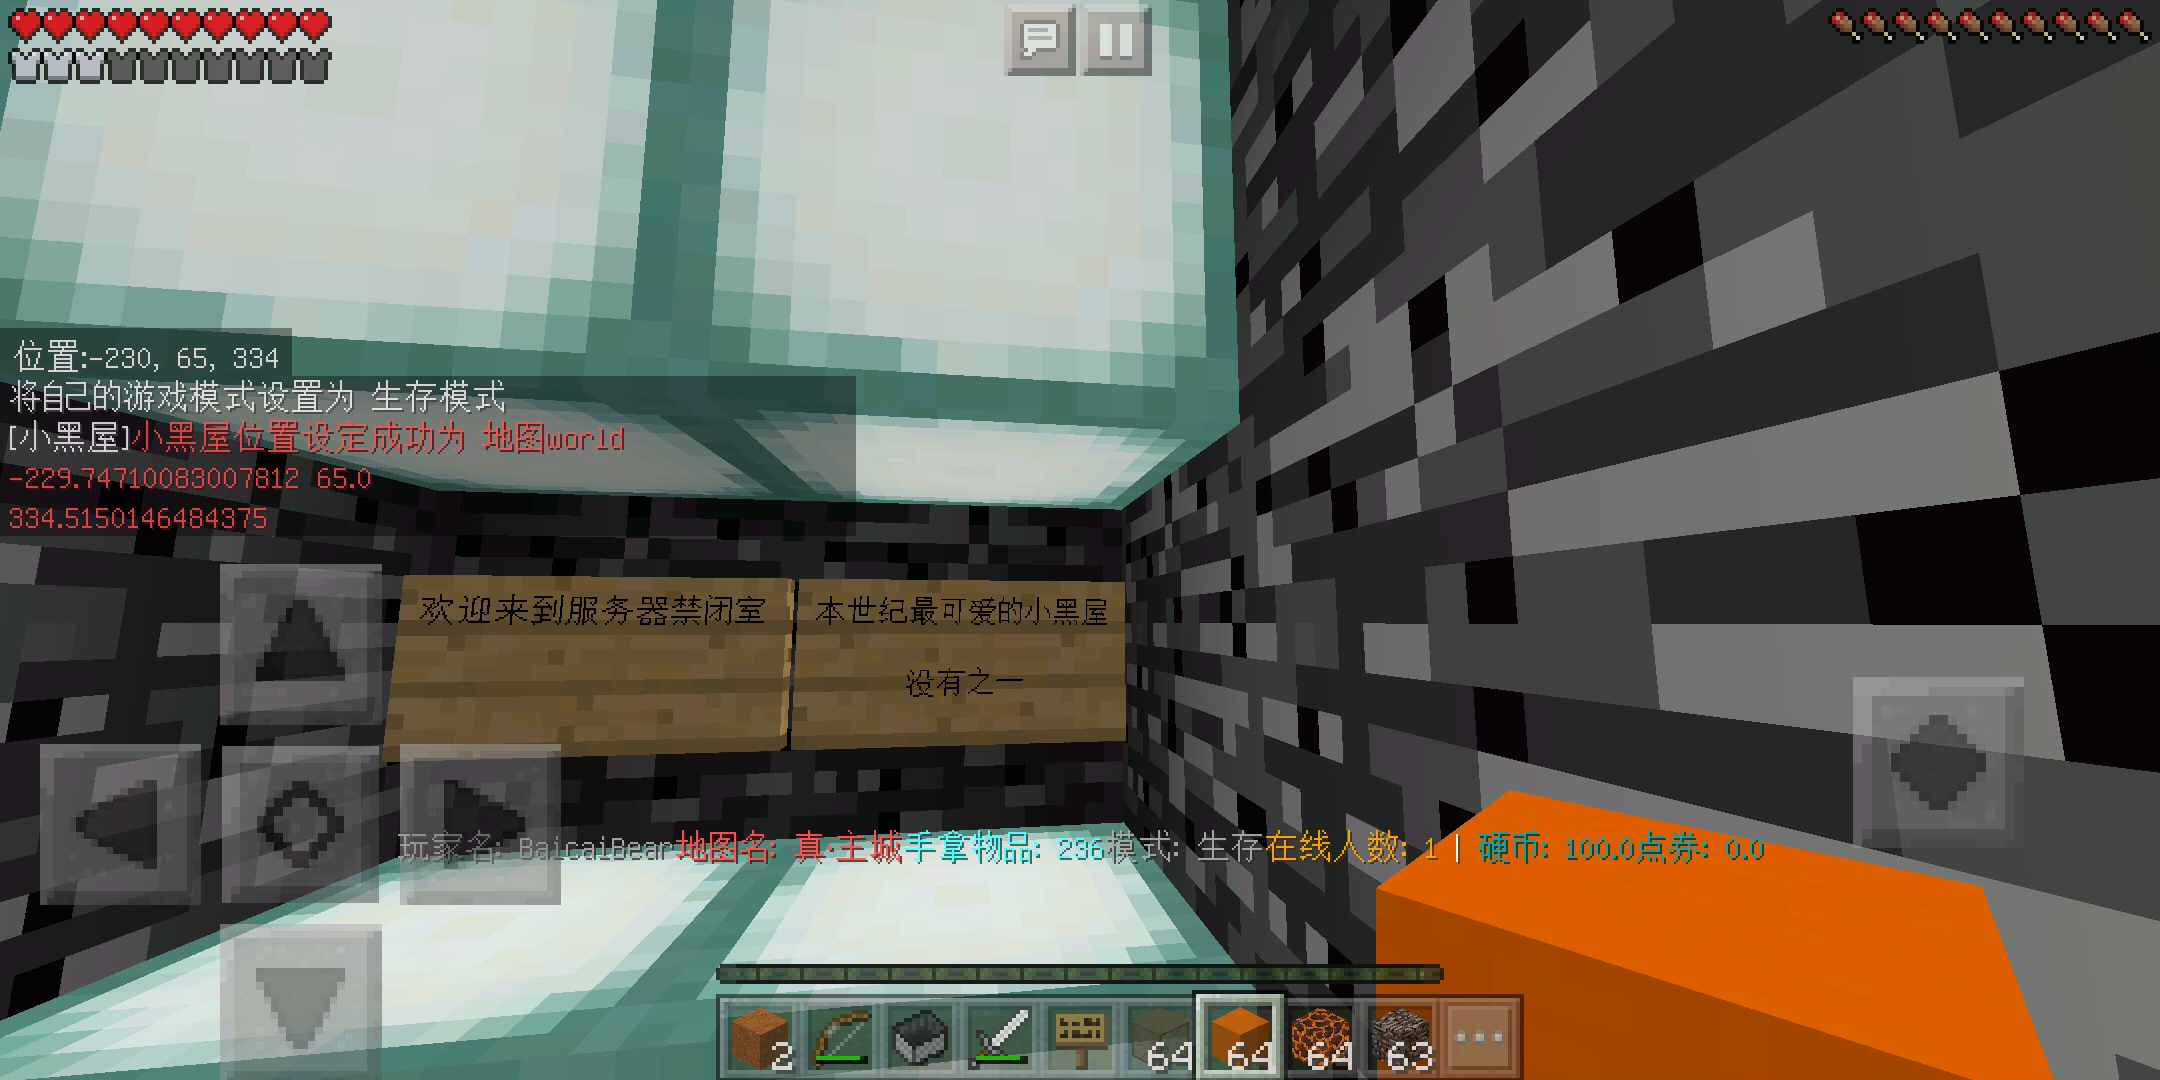 位置:-230, 65, 334
将自己的游戏模式设置为 生存模式
[小黑屋]小黑屋位置设定成功为 地图world
-229.74710083007812 65.0
334.5150146484375
欢迎来到服务器禁闭室
本世纪最可爱的小黑屋
没有之一
玩家名: BaicaiBear地图名: 真·主城手拿物品: 236模式: 生存在线人数: 1 | 硬币: 100.0点券: 0.0
2 64 64 64 63